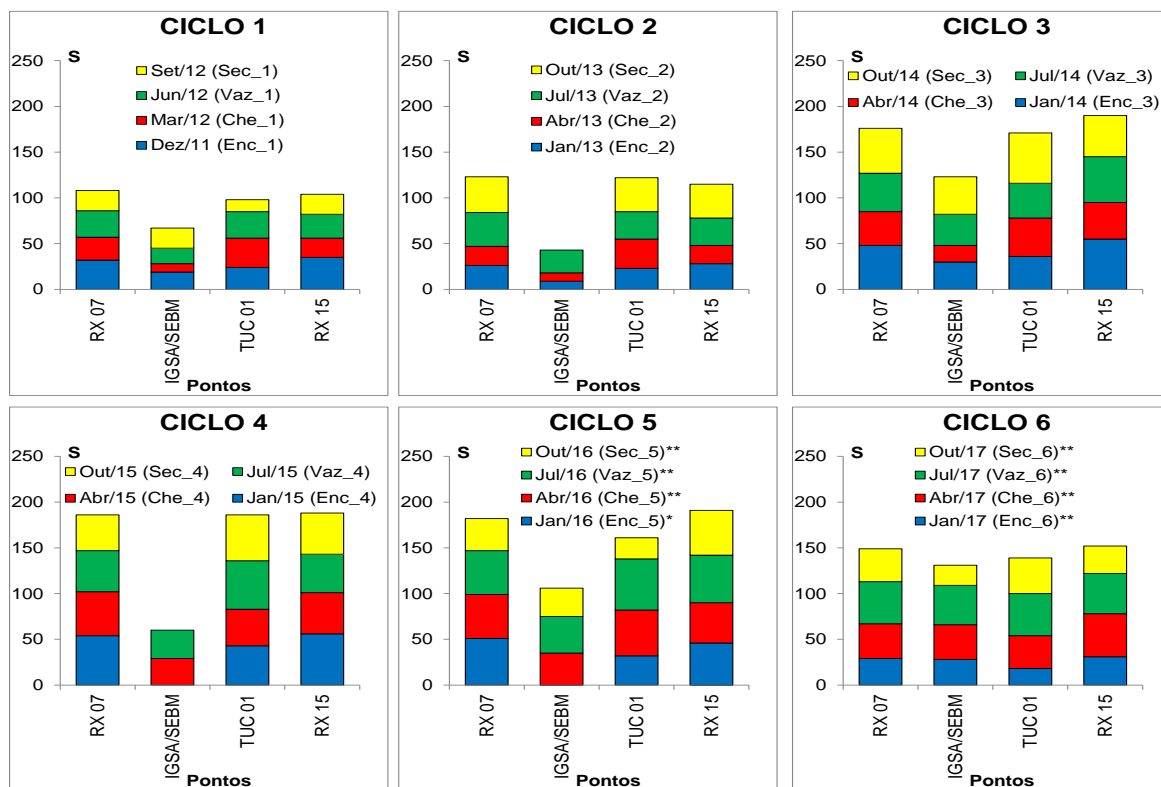 CICLO 1
S
250
200
150
100
50
0
Set/12 (Sec_1)
Jun/12 (Vaz_1)
Mar/12 (Che_1)
Dez/11 (Enc_1)
RX 07
IGSA/SEBM
TUC 01
RX 15
Pontos
CICLO 2
S
250
200
150
100
50
0
Out/13 (Sec_2)
Jul/13 (Vaz_2)
Abr/13 (Che_2)
Jan/13 (Enc_2)
RX 07
IGSA/SEBM
TUC 01
RX 15
Pontos
CICLO 3
S
250
200
150
100
50
0
Out/14 (Sec_3) Jul/14 (Vaz_3)
Abr/14 (Che_3) Jan/14 (Enc_3)
RX 07
IGSA/SEBM
TUC 01
RX 15
Pontos
CICLO 4
S
250
200
150
100
50
0
Out/15 (Sec_4) Jul/15 (Vaz_4)
Abr/15 (Che_4) Jan/15 (Enc_4)
RX 07
IGSA/SEBM
TUC 01
RX 15
Pontos
CICLO 5
S
250
200
150
100
50
0
Out/16 (Sec_5)**
Jul/16 (Vaz_5)**
Abr/16 (Che_5)**
Jan/16 (Enc_5)*
RX 07
IGSA/SEBM
TUC 01
RX 15
Pontos
CICLO 6
S
250
200
150
100
50
0
Out/17 (Sec_6)**
Jul/17 (Vaz_6)**
Abr/17 (Che_6)**
Jan/17 (Enc_6)**
RX 07
IGSA/SEBM
TUC 01
RX 15
Pontos